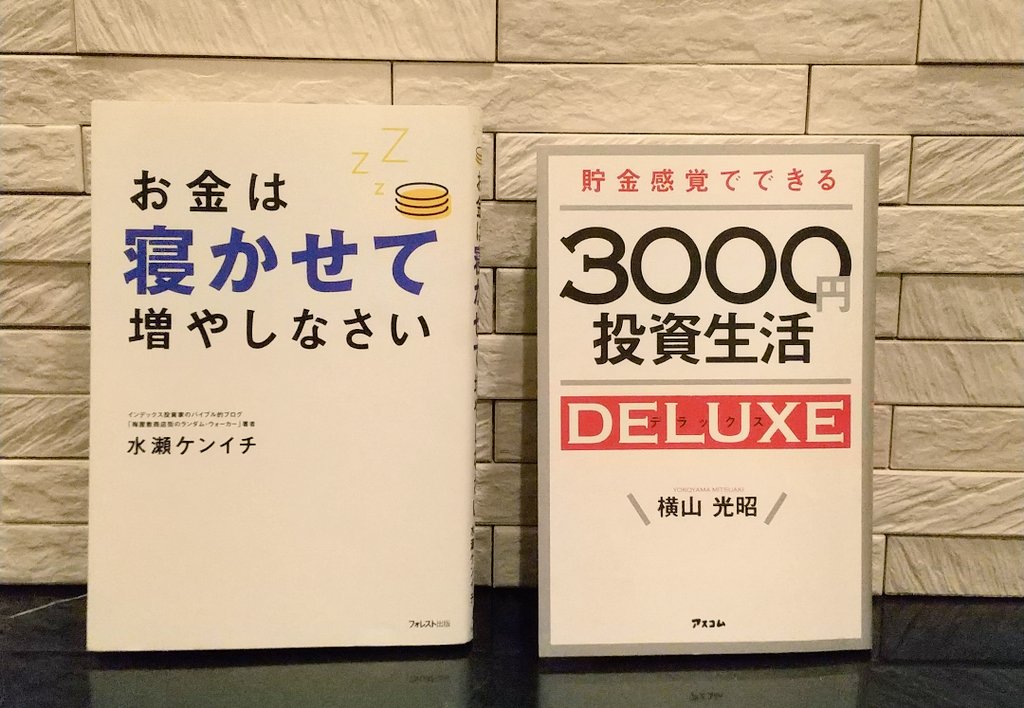 Z
Z
Z
お金は
寝かせて
増やしなさい
インデックス投資家のバイブル的ブログ
「梅屋敷商店街のランダム・ウォーカー」著者
水瀬ケンイチ
フォレスト出版
貯金感覚でできる
3000円
投資生活
DELUXE
デラックス
YOKOYAMA MITSUAKI
横山 光昭
アスコム